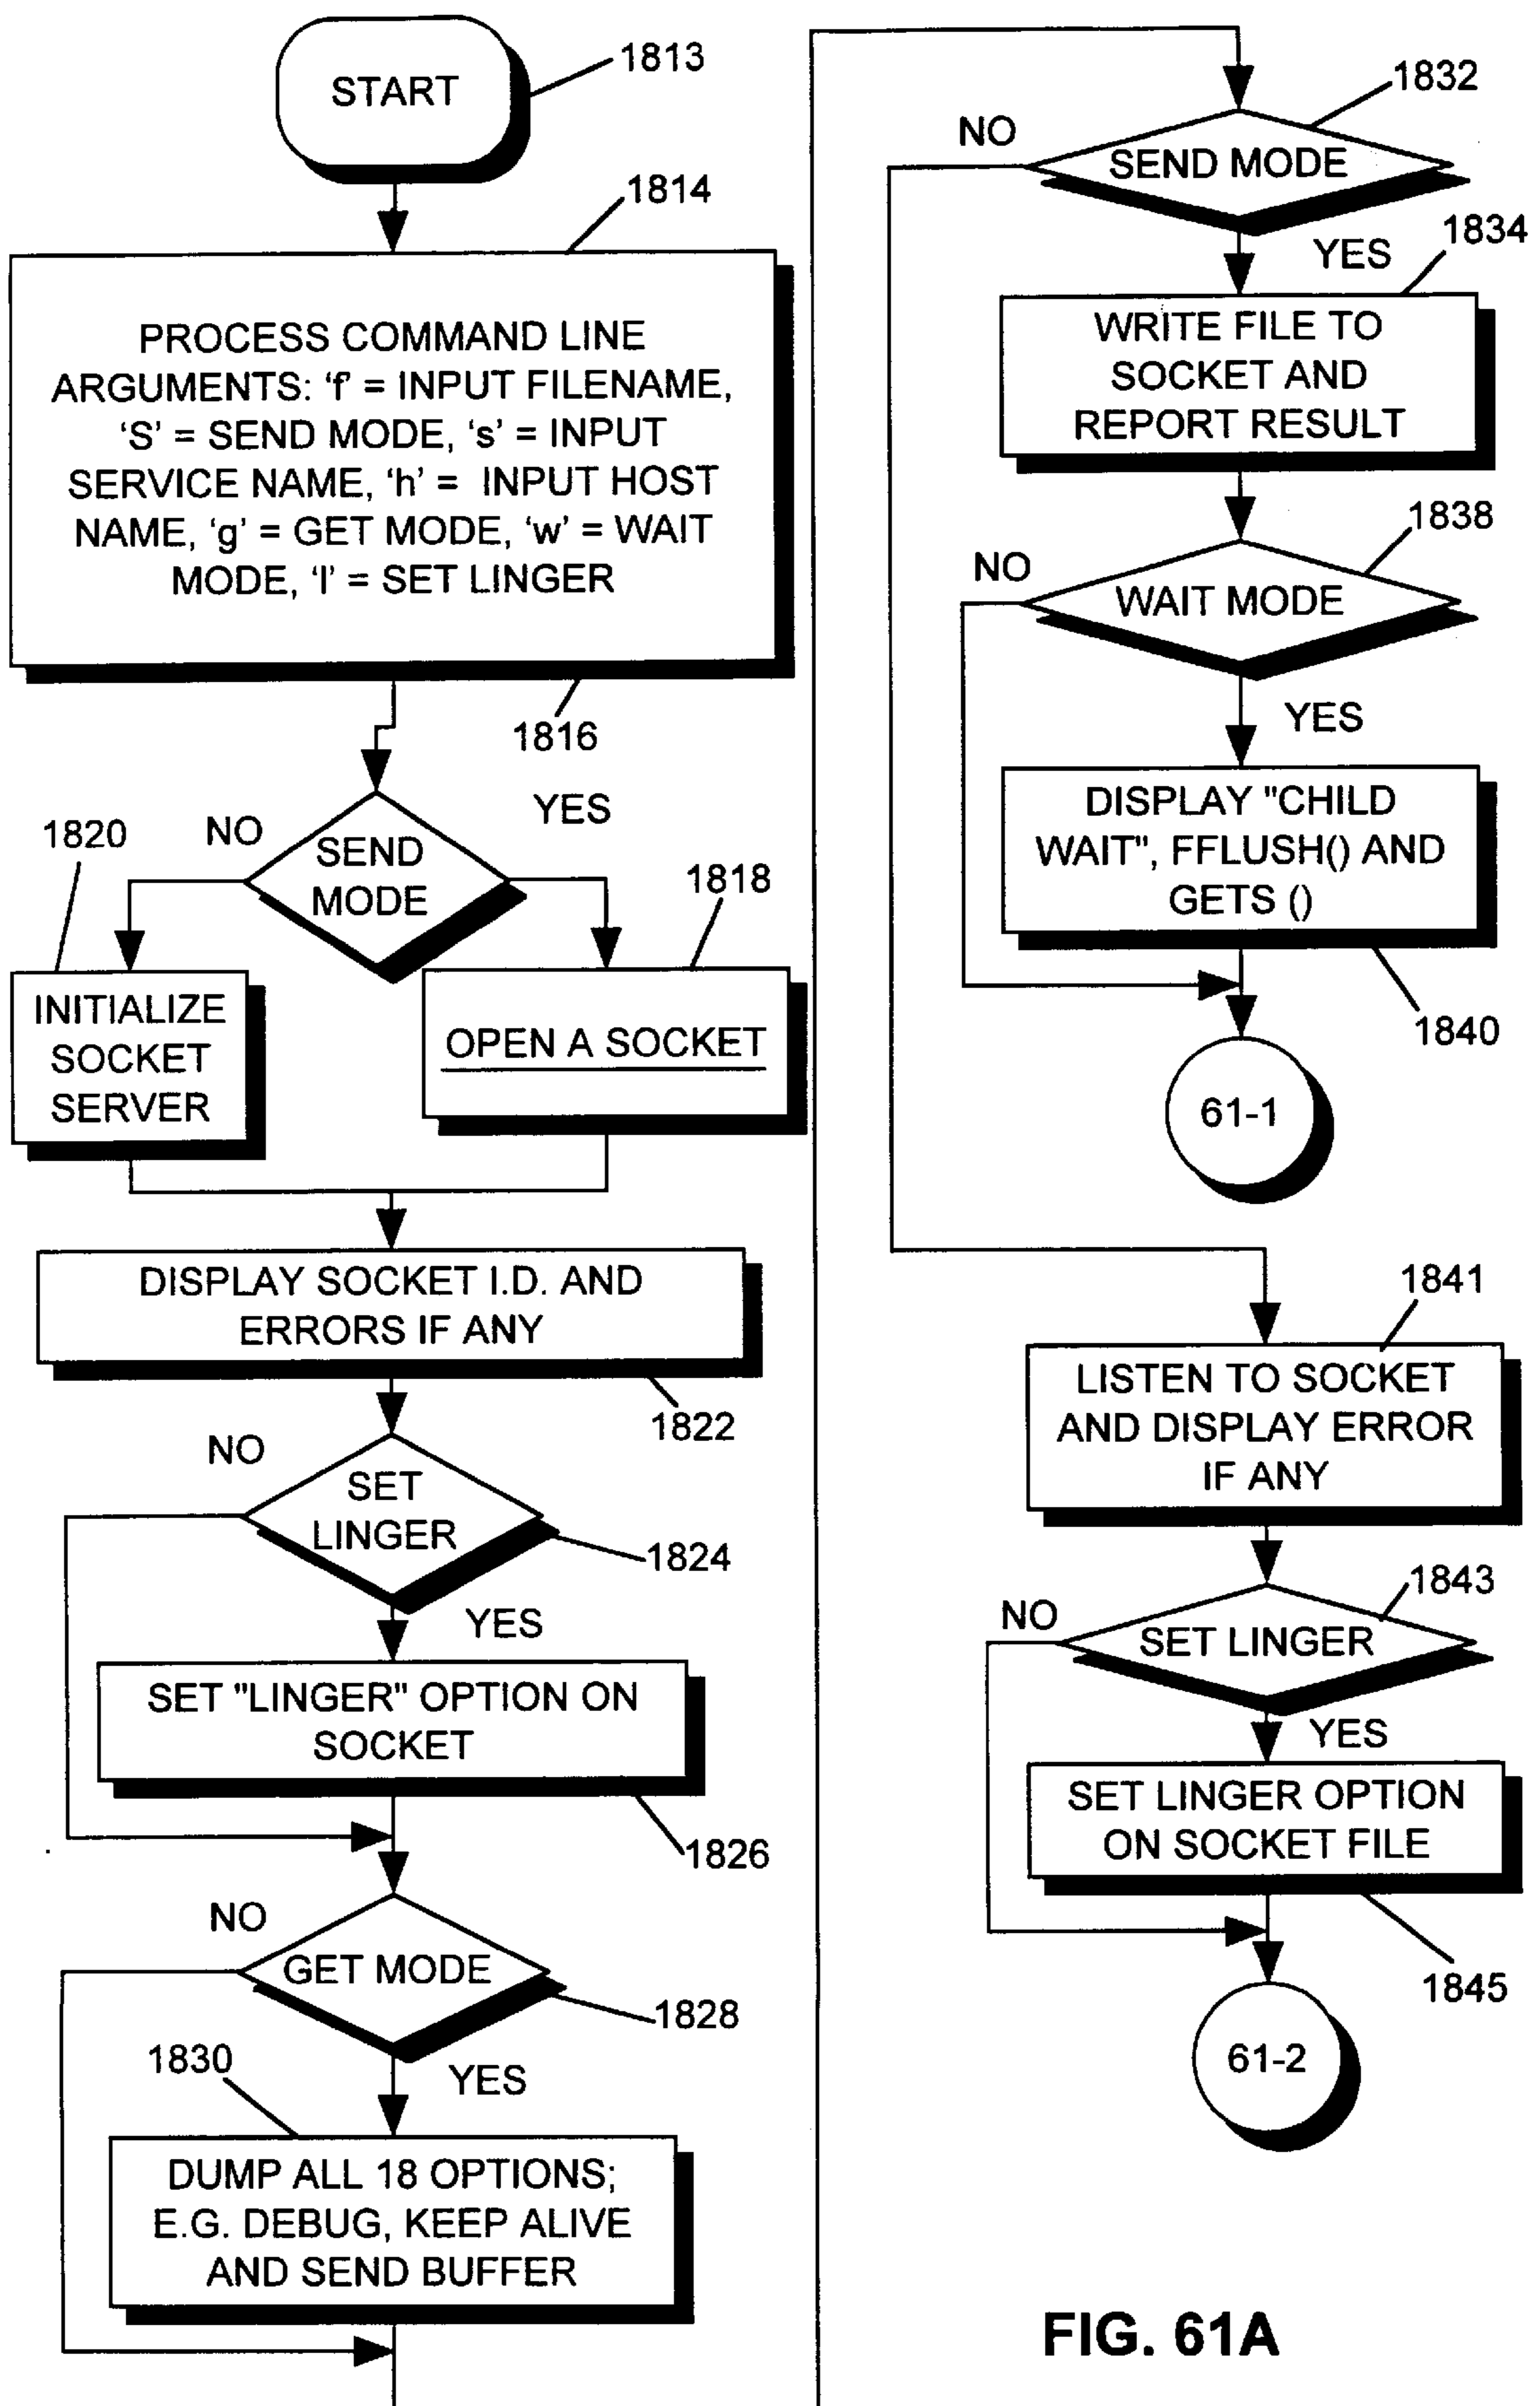 START
1813
1814
PROCESS COMMAND LINE
ARGUMENTS: ‘f’ = INPUT FILENAME,
‘S’ = SEND MODE, ‘s’ = INPUT
SERVICE NAME, ‘h’ = INPUT HOST
NAME, ‘g’ = GET MODE, ‘w’ = WAIT
MODE, ‘l’ = SET LINGER
1816
NO
YES
SEND
MODE
1820
1818
INITIALIZE
SOCKET
SERVER
OPEN A SOCKET
DISPLAY SOCKET I.D. AND
ERRORS IF ANY
1822
NO
SET
LINGER
1824
YES
SET "LINGER" OPTION ON
SOCKET
1826
NO
GET MODE
1828
YES
1830
DUMP ALL 18 OPTIONS;
E.G. DEBUG, KEEP ALIVE
AND SEND BUFFER
1832
NO
SEND MODE
YES
1834
WRITE FILE TO
SOCKET AND
REPORT RESULT
1838
NO
WAIT MODE
YES
DISPLAY "CHILD
WAIT", FFLUSH() AND
GETS ()
1840
61-1
1841
LISTEN TO SOCKET
AND DISPLAY ERROR
IF ANY
1843
NO
SET LINGER
YES
SET LINGER OPTION
ON SOCKET FILE
1845
61-2
FIG. 61A